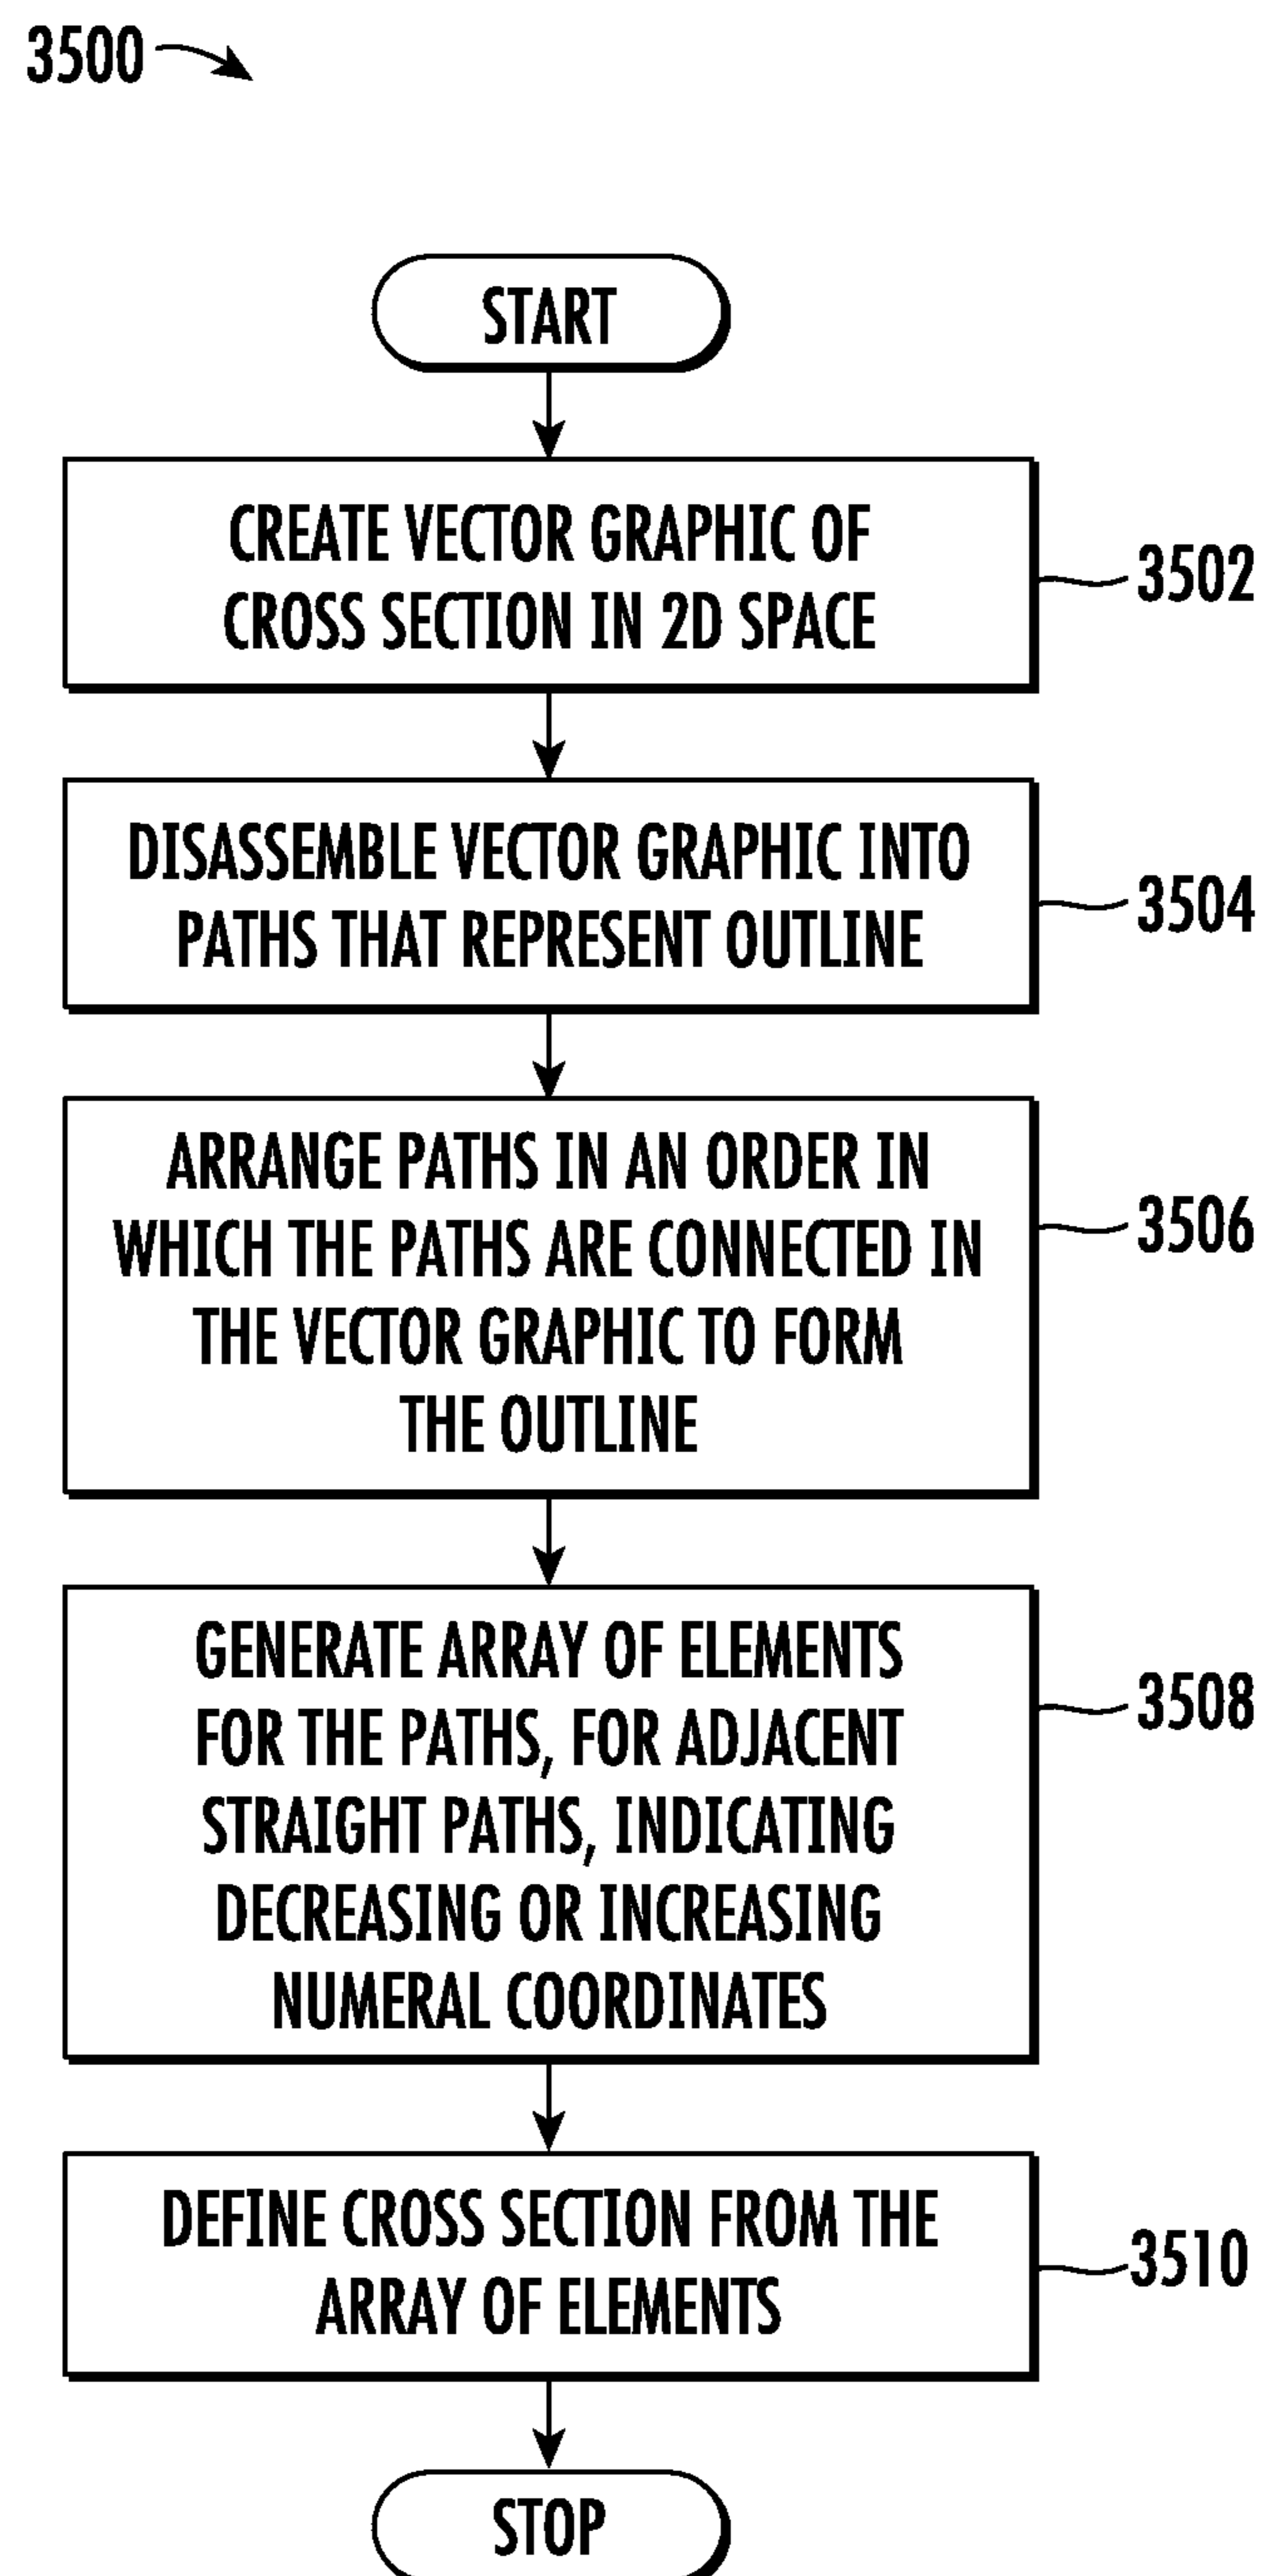 3500
START
CREATE VECTOR GRAPHIC OF
CROSS SECTION IN 2D SPACE
3502
DISASSEMBLE VECTOR GRAPHIC INTO
PATHS THAT REPRESENT OUTLINE
3504
ARRANGE PATHS IN AN ORDER IN
WHICH THE PATHS ARE CONNECTED IN
THE VECTOR GRAPHIC TO FORM
THE OUTLINE
3506
GENERATE ARRAY OF ELEMENTS
FOR THE PATHS, FOR ADJACENT
STRAIGHT PATHS, INDICATING
DECREASING OR INCREASING
NUMERAL COORDINATES
3508
DEFINE CROSS SECTION FROM THE
ARRAY OF ELEMENTS
3510
STOP